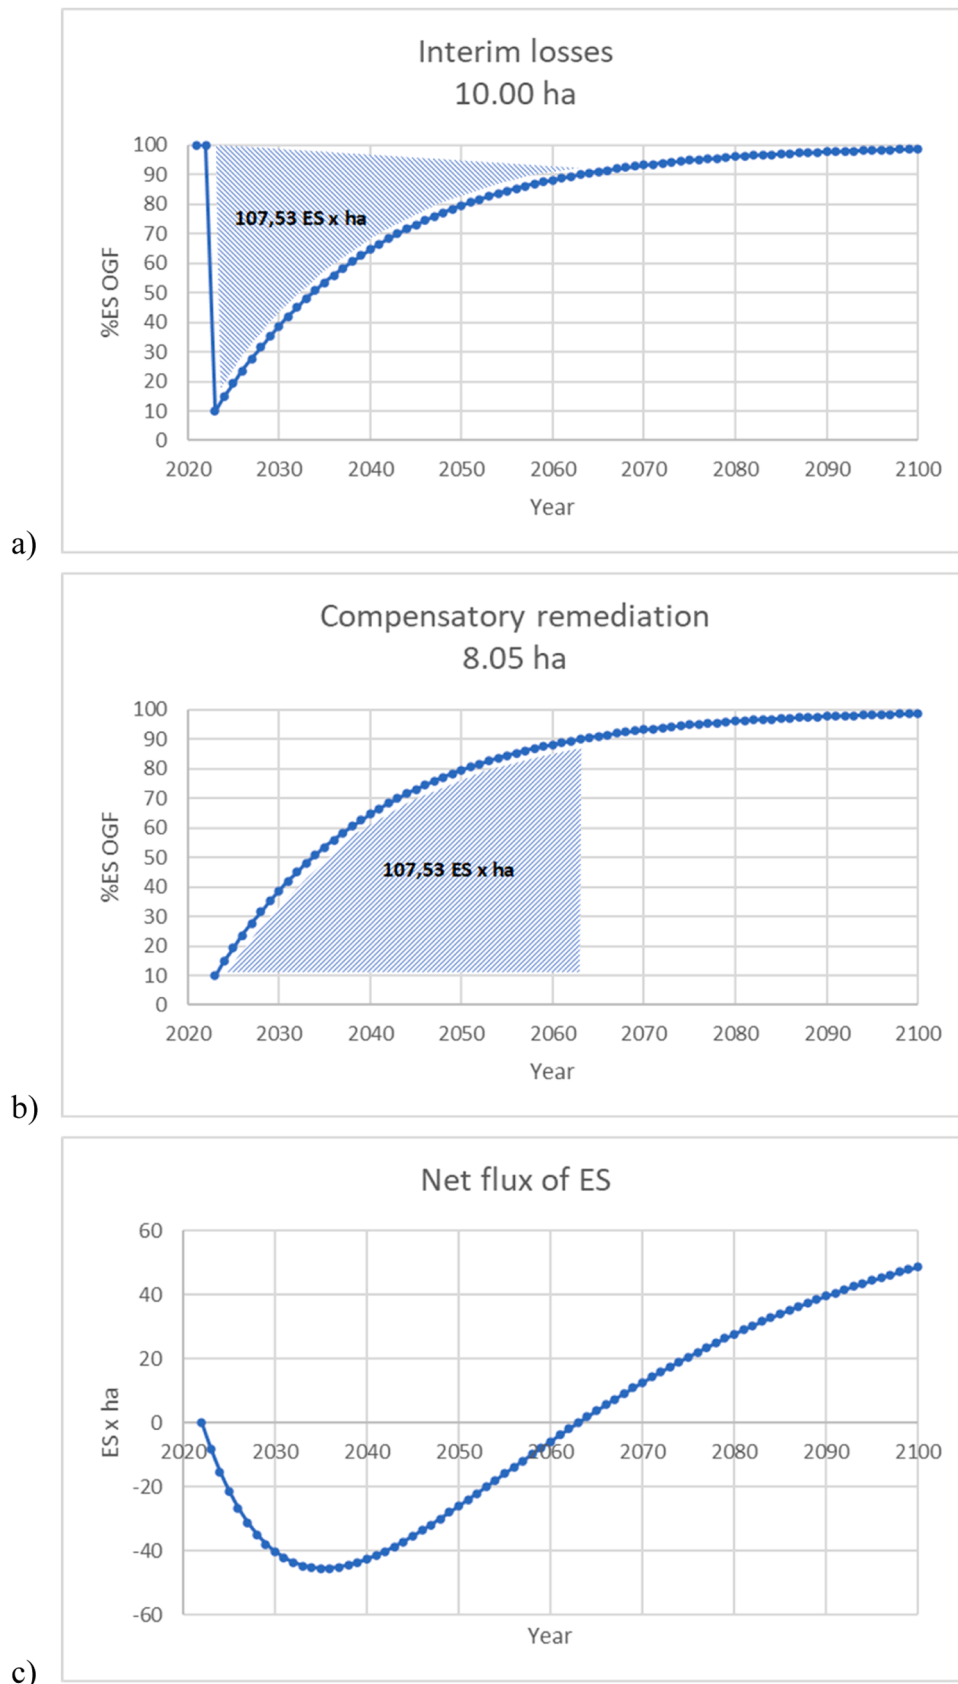 Interim losses
10.00 ha
100
90
80
70
60
50
40
30
20
10
0
%ES OGF
107,53 ES x ha
2020 2030 2040 2050 2060 2070 2080 2090 2100
Year
a)
Compensatory remediation
8.05 ha
100
90
80
70
60
50
40
30
20
10
0
%ES OGF
107,53 ES x ha
2020 2030 2040 2050 2060 2070 2080 2090 2100
Year
b)
Net flux of ES
60
40
20
0
-20
-40
-60
ES x ha
2020 2030 2040 2050 2060 2070 2080 2090 2100
Year
c)